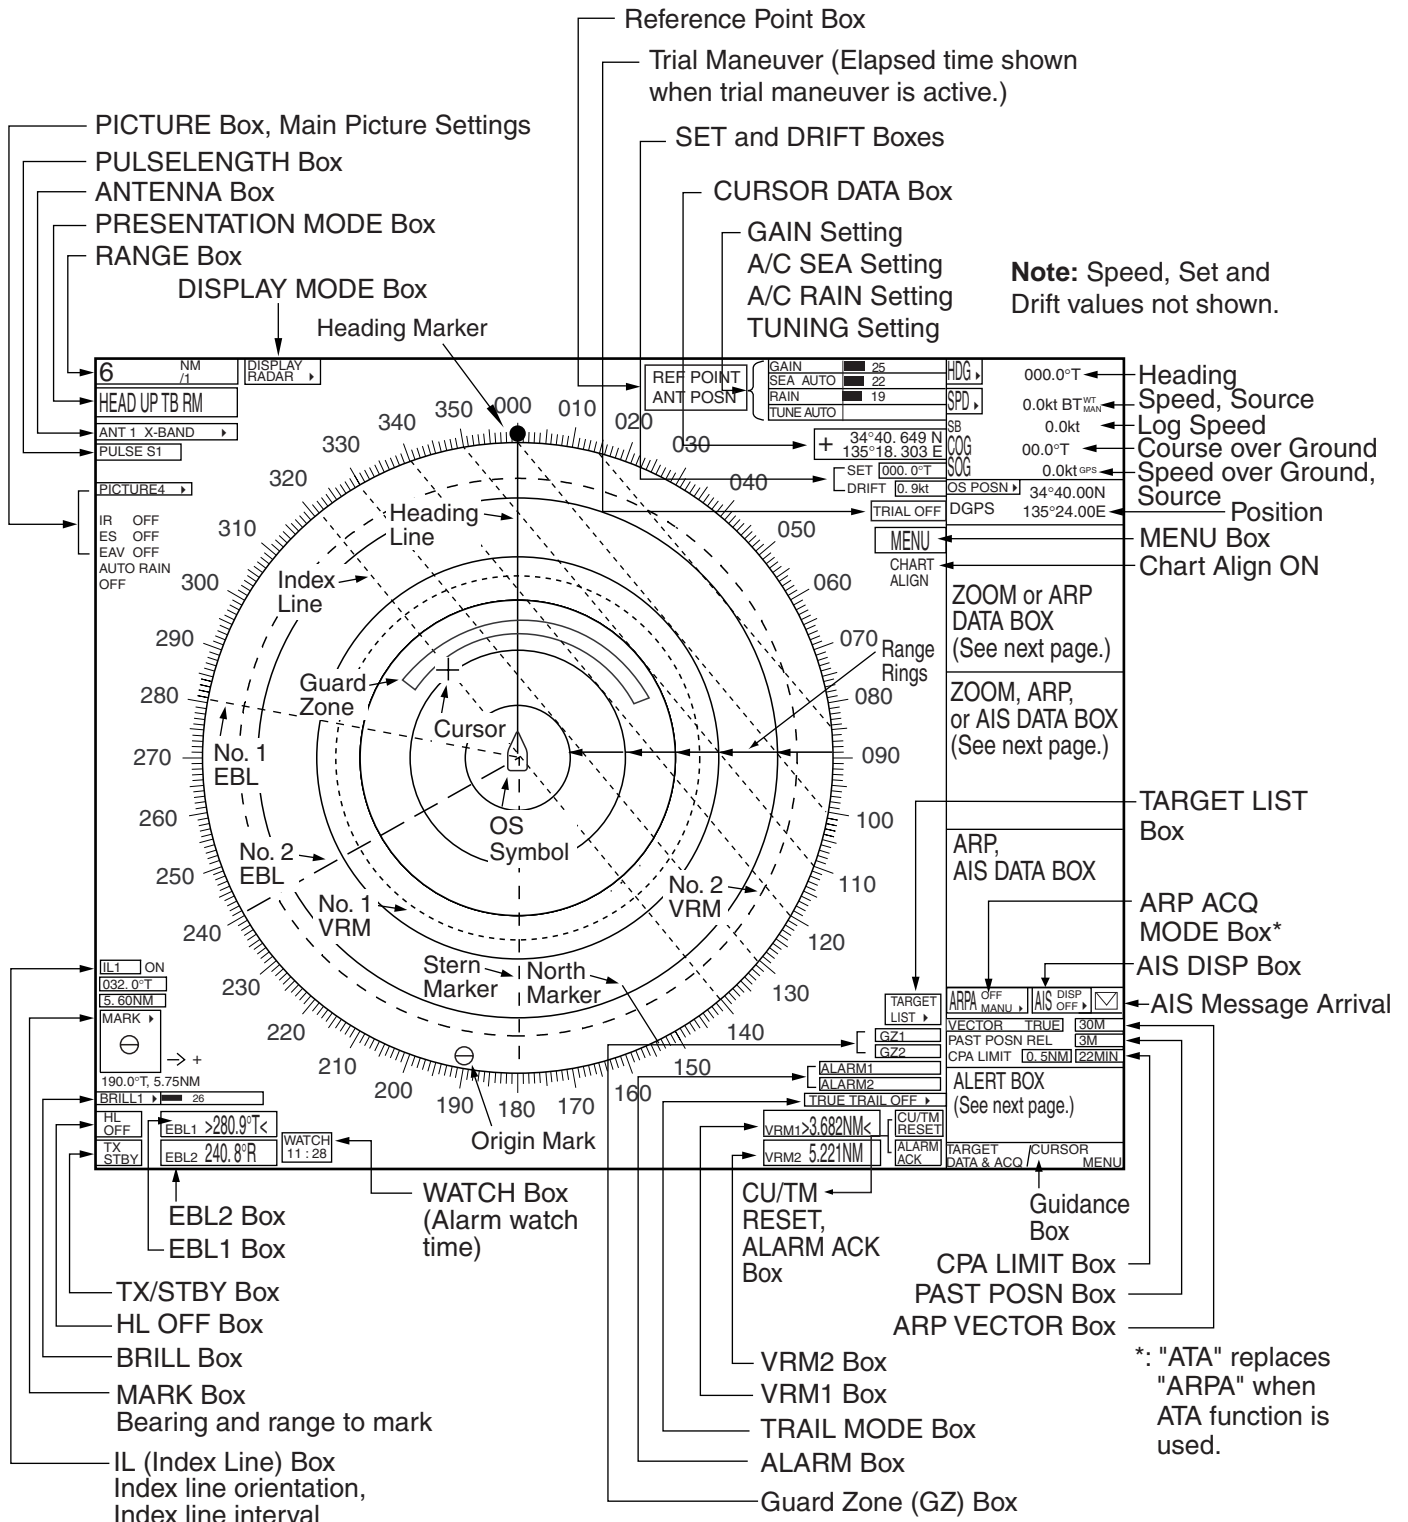 Reference Point Box
Trial Maneuver (Elapsed time shown
when trial maneuver is active.)
SET and DRIFT Boxes
CURSOR DATA Box
GAIN Setting
A/C SEA Setting
A/C RAIN Setting
TUNING Setting
Note: Speed, Set and
Drift values not shown.
PICTURE Box, Main Picture Settings
PULSELENGTH Box
ANTENNA Box
PRESENTATION MODE Box
RANGE Box
DISPLAY MODE Box
Heading Marker
6 NM
/1
DISPLAY
RADAR
HEAD UP TB RM
ANT 1 X-BAND
PULSE S1
PICTURE4
IR OFF
ES OFF
EAV OFF
AUTO RAIN
OFF
REF POINT
ANT POSN
GAIN 25
SEA AUTO 22
RAIN 19
TUNE AUTO
+ 34°40. 649 N
135°18. 303 E
SET 000. 0°T
DRIFT 0. 9kt
TRIAL OFF
MENU
CHART
ALIGN
HDG 000.0°T
SPD 0.0kt BT WT
MAN
SB 0.0kt
COG 00.0°T
SOG 0.0kt GPS
OS POSN 34°40.00N
DGPS 135°24.00E
Heading
Speed, Source
Log Speed
Course over Ground
Speed over Ground,
Source
Position
MENU Box
Chart Align ON
ZOOM or ARP
DATA BOX
(See next page.)
ZOOM, ARP,
or AIS DATA BOX
(See next page.)
ARP,
AIS DATA BOX
TARGET LIST
Box
ARP ACQ
MODE Box*
AIS DISP Box
AIS Message Arrival
000
010
020
030
040
050
060
070
080
090
100
110
120
130
140
150
160
170
180
190
200
210
220
230
240
250
260
270
280
290
300
310
320
330
340
350
Heading
Line
Index
Line
Guard
Zone
Cursor
Range
Rings
No. 1
EBL
OS
Symbol
No. 2
EBL
No. 1
VRM
No. 2
VRM
Stern
Marker
North
Marker
Origin Mark
IL1 ON
032. 0°T
5. 60NM
MARK
+
190.0°T, 5.75NM
BRILL1 26
HL
OFF
EBL1 >280.9°T<
TX
STBY
EBL2 240. 8°R
WATCH
11 : 28
TARGET
LIST
GZ1
GZ2
ALARM1
ALARM2
TRUE TRAIL OFF
VRM1 >3.682NM<
VRM2 5.221NM
CU/TM
RESET
ALARM
ACK
ARPA OFF
MANU
AIS DISP
OFF
VECTOR TRUE 30M
PAST POSN REL 3M
CPA LIMIT 0. 5NM 22MIN
ALERT BOX
(See next page.)
TARGET
DATA & ACQ /CURSOR
MENU
WATCH Box
(Alarm watch
time)
EBL2 Box
EBL1 Box
TX/STBY Box
HL OFF Box
BRILL Box
MARK Box
Bearing and range to mark
IL (Index Line) Box
Index line orientation,
Index line interval
CU/TM
RESET,
ALARM ACK
Box
Guidance
Box
CPA LIMIT Box
PAST POSN Box
ARP VECTOR Box
VRM2 Box
VRM1 Box
TRAIL MODE Box
ALARM Box
Guard Zone (GZ) Box
*: "ATA" replaces
"ARPA" when
ATA function is
used.